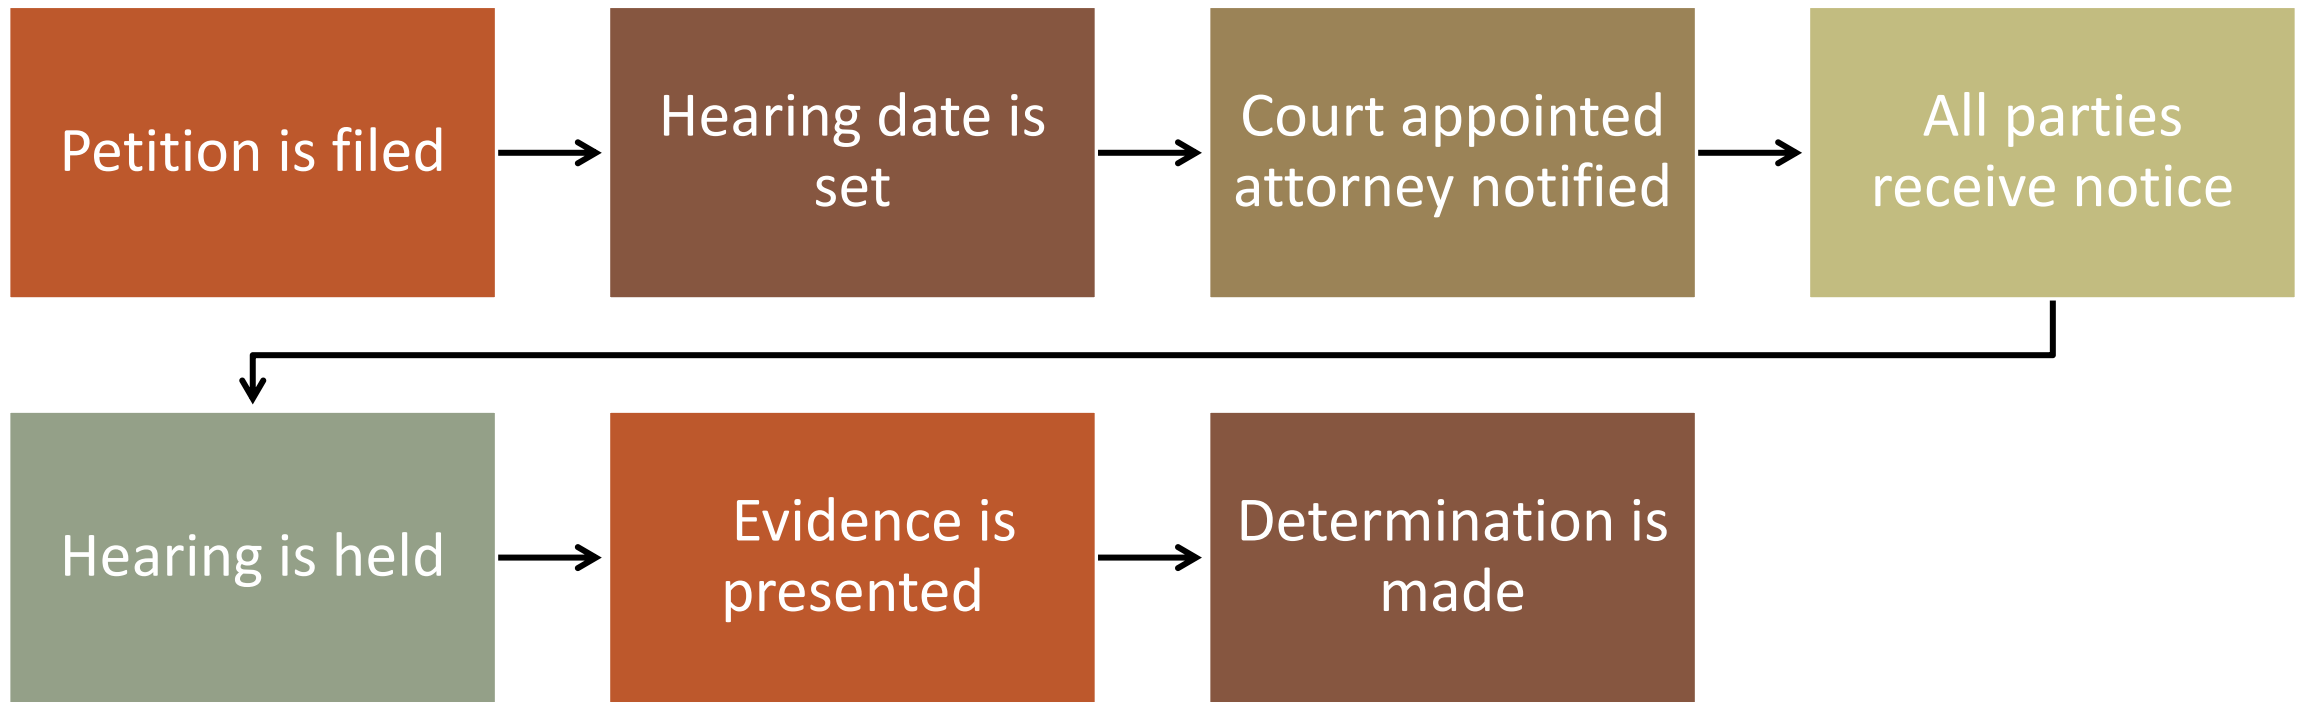 Petition is filed
Hearing date is
set
Court appointed
attorney notified
All parties
receive notice
Hearing is held
Evidence is
presented
Determination is
made